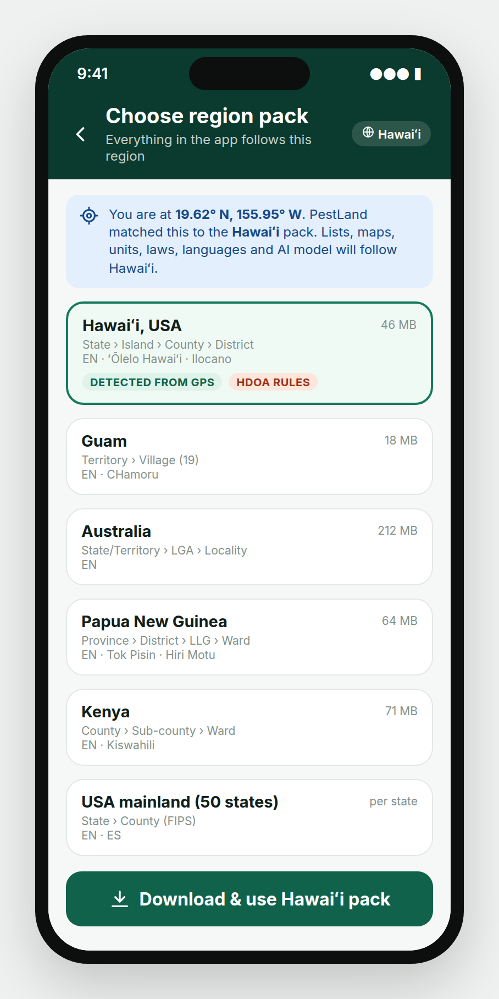 9:41
Choose region pack
Everything in the app follows this
region
Hawaiʻi
You are at 19.62° N, 155.95° W. PestLand
matched this to the Hawaiʻi pack. Lists, maps,
units, laws, languages and AI model will follow
Hawaiʻi.
Hawaiʻi, USA
46 MB
State › Island › County › District
EN · ʻŌlelo Hawaiʻi · Ilocano
DETECTED FROM GPS
HDOA RULES
Guam
18 MB
Territory › Village (19)
EN · CHamoru
Australia
212 MB
State/Territory › LGA › Locality
EN
Papua New Guinea
64 MB
Province › District › LLG › Ward
EN · Tok Pisin · Hiri Motu
Kenya
71 MB
County › Sub-county › Ward
EN · Kiswahili
USA mainland (50 states)
per state
State › County (FIPS)
EN · ES
Download & use Hawaiʻi pack